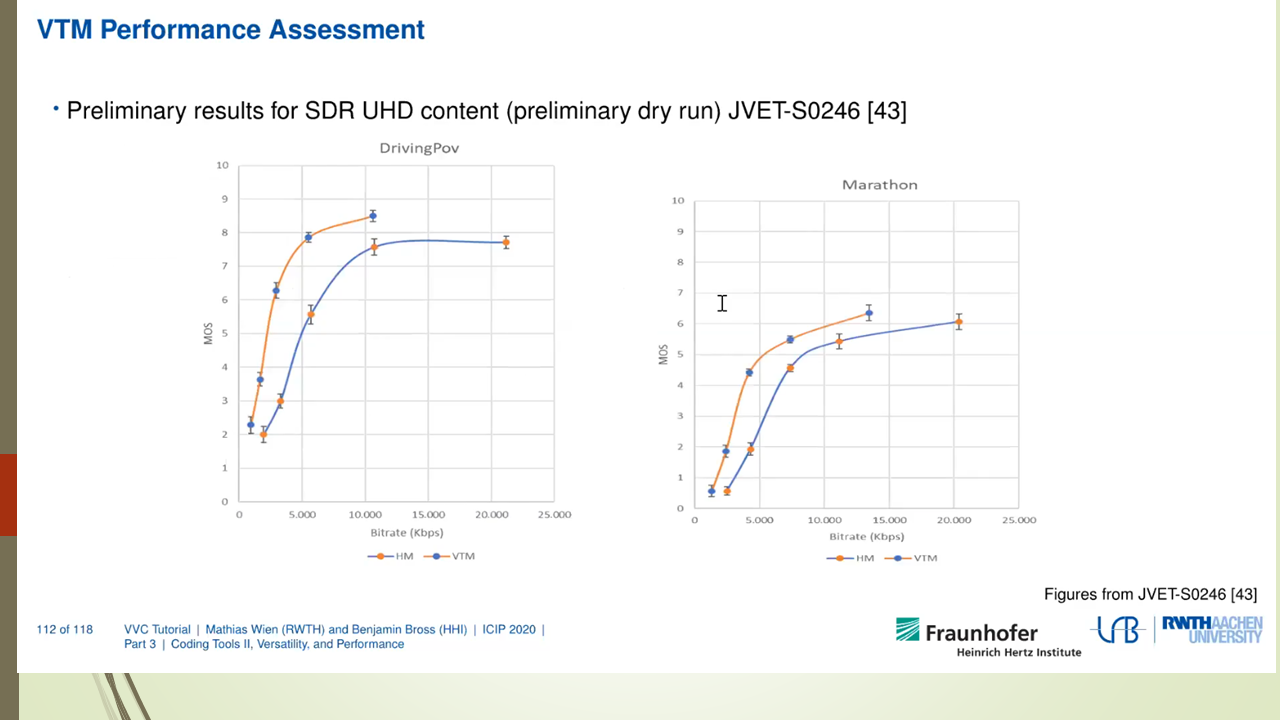 VTM Performance Assessment
• Preliminary results for SDR UHD content (preliminary dry run) JVET-S0246 [43]
DrivingPov
10
9
8
7
6
5
4
3
2
1
0
MOS
0 5.000 10.000 15.000 20.000 25.000
Bitrate (Kbps)
HM VTM
Marathon
10
9
8
7
6
5
4
3
2
1
0
MOS
0 5.000 10.000 15.000 20.000 25.000
Bitrate (Kbps)
HM VTM
Figures from JVET-S0246 [43]
112 of 118
VVC Tutorial | Mathias Wien (RWTH) and Benjamin Bross (HHI) | ICIP 2020 |
Part 3 | Coding Tools II, Versatility, and Performance
Fraunhofer
Heinrich Hertz Institute
RWTHAACHEN
UNIVERSITY